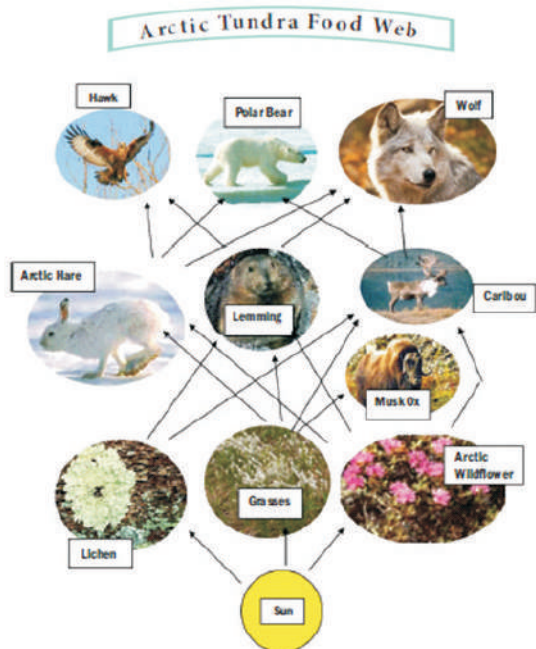 Arctic Tundra Food Web
Hawk
Polar Bear
Wolf
Arctic Hare
Lemming
Caribou
Musk Ox
Arctic
Wildflower
Grasses
Lichen
Sun